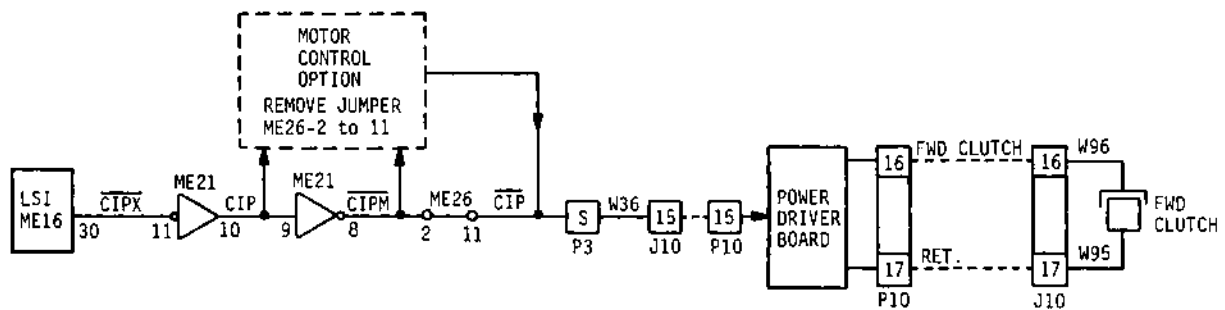 MOTOR
CONTROL
OPTION
REMOVE JUMPER
ME26-2 to 11
LSI
ME16
CIPX
30
11
ME21
10
CIP
9
ME21
8
CIPM
2
ME26
11
CIP
S
P3
W36
15
J10
15
P10
POWER
DRIVER
BOARD
16
17
P10
FWD CLUTCH
RET.
16
17
J10
W96
W95
FWD
CLUTCH